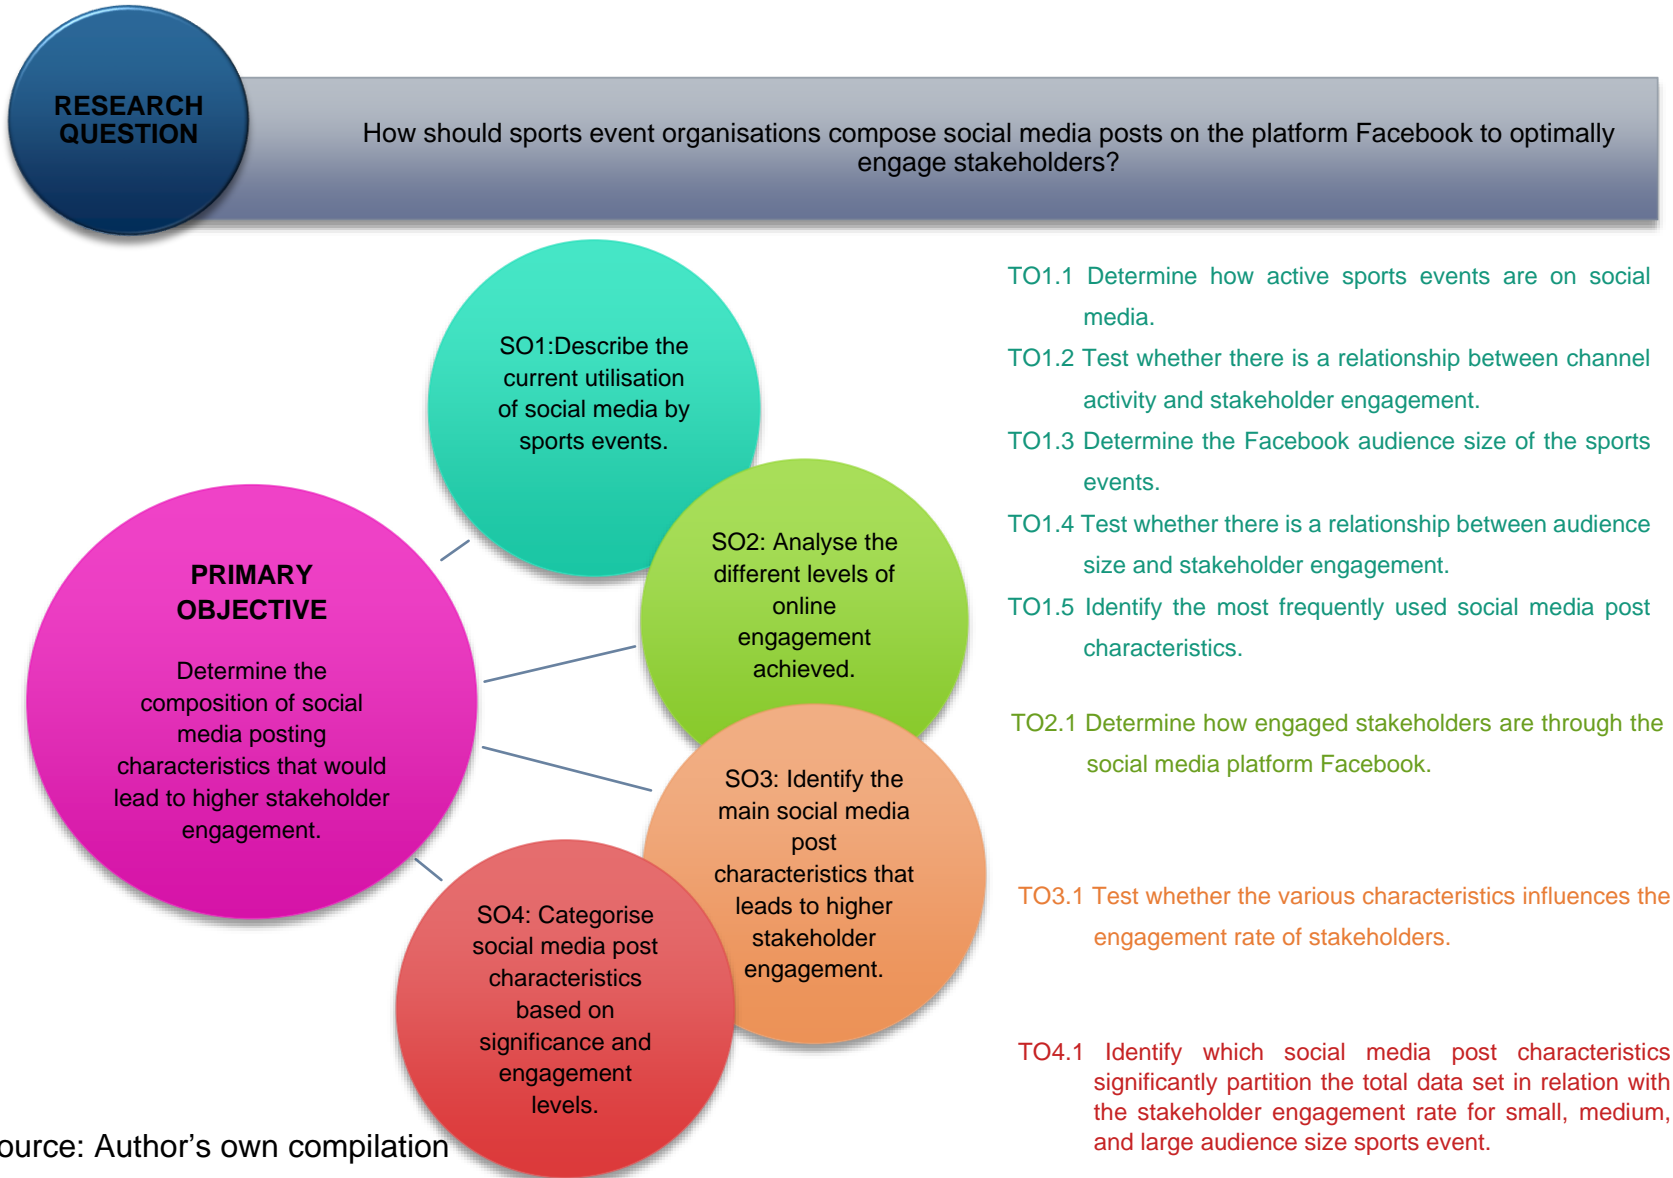 RESEARCH
QUESTION
How should sports event organisations compose social media posts on the platform Facebook to optimally
engage stakeholders?
PRIMARY
OBJECTIVE
Determine the
composition of social
media posting
characteristics that would
lead to higher stakeholder
engagement.
SO1:Describe the
current utilisation
of social media by
sports events.
SO2: Analyse the
different levels of
online
engagement
achieved.
SO3: Identify the
main social media
post
characteristics that
leads to higher
stakeholder
engagement.
SO4: Categorise
social media post
characteristics
based on
significance and
engagement
levels.
TO1.1 Determine how active sports events are on social
media.
TO1.2 Test whether there is a relationship between channel
activity and stakeholder engagement.
TO1.3 Determine the Facebook audience size of the sports
events.
TO1.4 Test whether there is a relationship between audience
size and stakeholder engagement.
TO1.5 Identify the most frequently used social media post
characteristics.
TO2.1 Determine how engaged stakeholders are through the
social media platform Facebook.
TO3.1 Test whether the various characteristics influences the
engagement rate of stakeholders.
TO4.1 Identify which social media post characteristics
significantly partition the total data set in relation with
the stakeholder engagement rate for small, medium,
and large audience size sports event.
ource: Author's own compilation